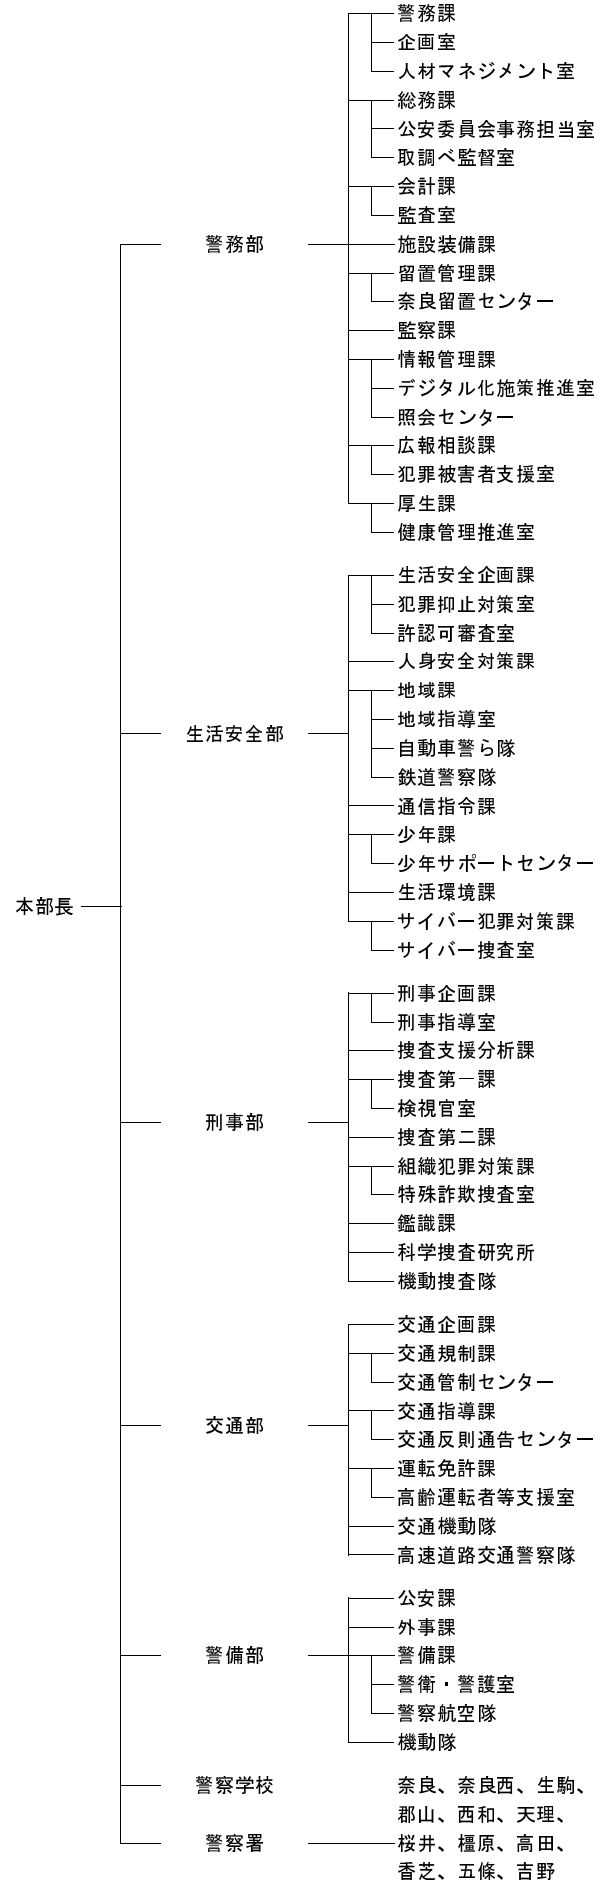 警務課
企画室
人材マネジメント室
総務課
公安委員会事務担当室
取調べ監督室
会計課
監査室
警務部
施設装備課
留置管理課
奈良留置センター
監察課
情報管理課
デジタル化施策推進室
照会センター
広報相談課
犯罪被害者支援室
厚生課
健康管理推進室
生活安全企画課
犯罪抑止対策室
許認可審査室
人身安全対策課
地域課
地域指導室
生活安全部
自動車警ら隊
鉄道警察隊
通信指令課
少年課
少年サポートセンター
生活環境課
本部長
サイバー犯罪対策課
サイバー捜査室
刑事企画課
刑事指導室
捜査支援分析課
捜査第一課
検視官室
刑事部
捜査第二課
組織犯罪対策課
特殊詐欺捜査室
鑑識課
科学捜査研究所
機動捜査隊
交通企画課
交通規制課
交通管制センター
交通指導課
交通部
交通反則通告センター
運転免許課
高齢運転者等支援室
交通機動隊
高速道路交通警察隊
公安課
外事課
警備部
警備課
警衛・警護室
警察航空隊
機動隊
警察学校
警察署
奈良、奈良西、生駒、
郡山、西和、天理、
桜井、橿原、高田、
香芝、五條、吉野